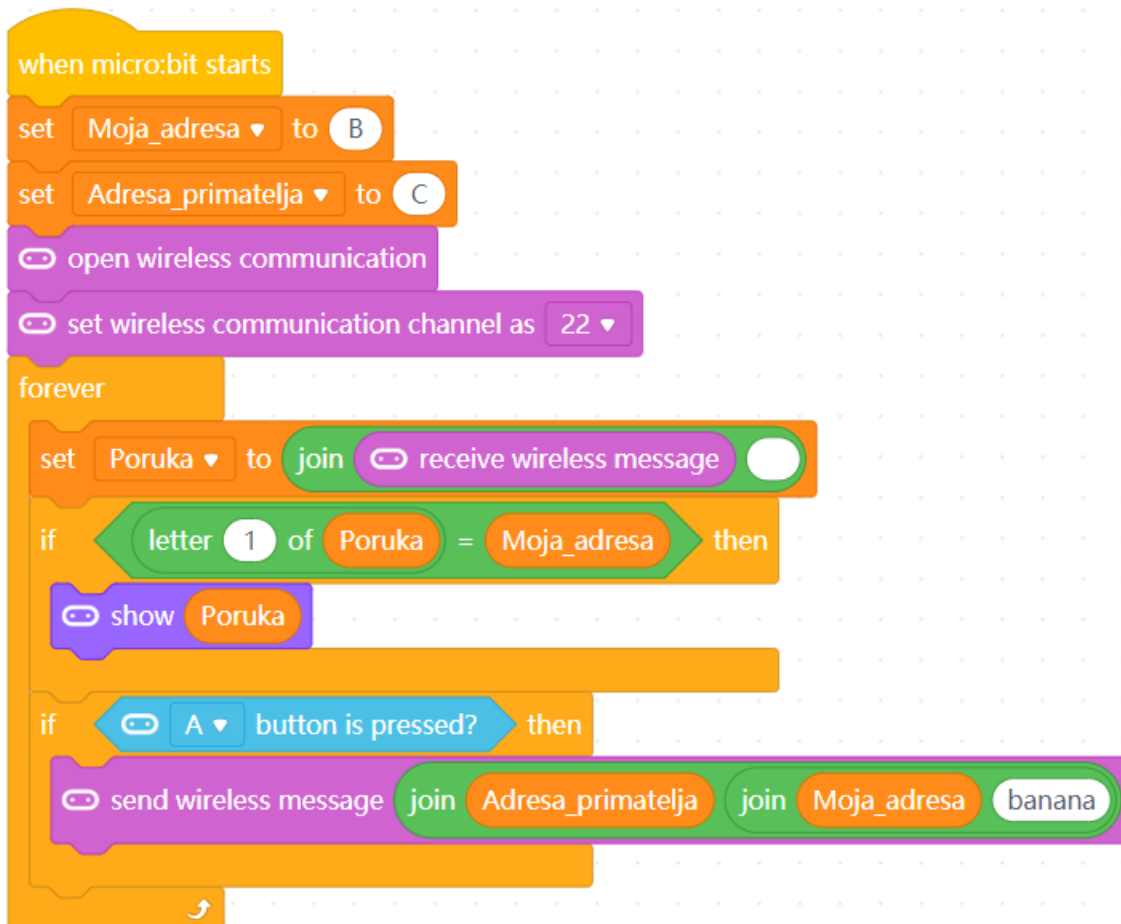 when micro:bit starts
set Moja_adresa to B
set Adresa_primatelja to C
open wireless communication
set wireless communication channel as 22
forever
set Poruka to join receive wireless message
if letter 1 of Poruka = Moja_adresa then
show Poruka
if A button is pressed? then
send wireless message join Adresa_primatelja join Moja_adresa banana